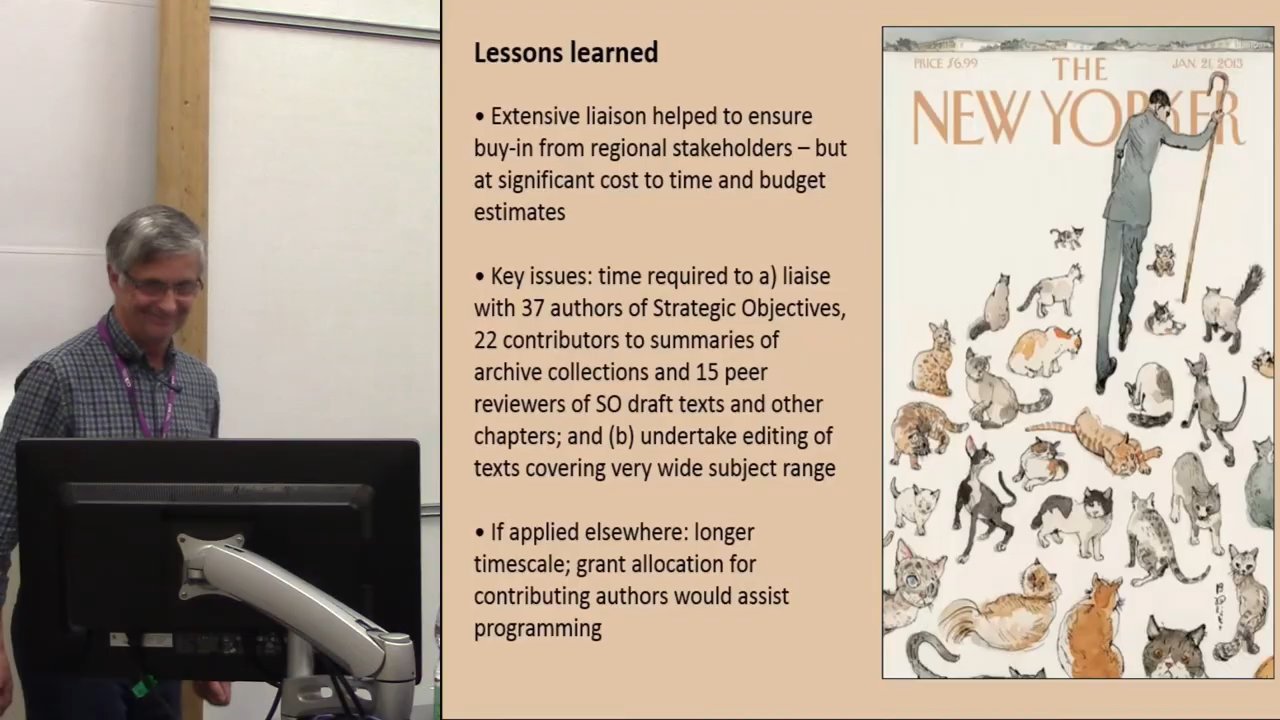 Lessons learned
• Extensive liaison helped to ensure
buy-in from regional stakeholders – but
at significant cost to time and budget
estimates
• Key issues: time required to a) liaise
with 37 authors of Strategic Objectives,
22 contributors to summaries of
archive collections and 15 peer
reviewers of SO draft texts and other
chapters; and (b) undertake editing of
texts covering very wide subject range
• If applied elsewhere: longer
timescale; grant allocation for
contributing authors would assist
programming
PRICE $6.99
THE
JAN. 21, 2013
NEW YORKER